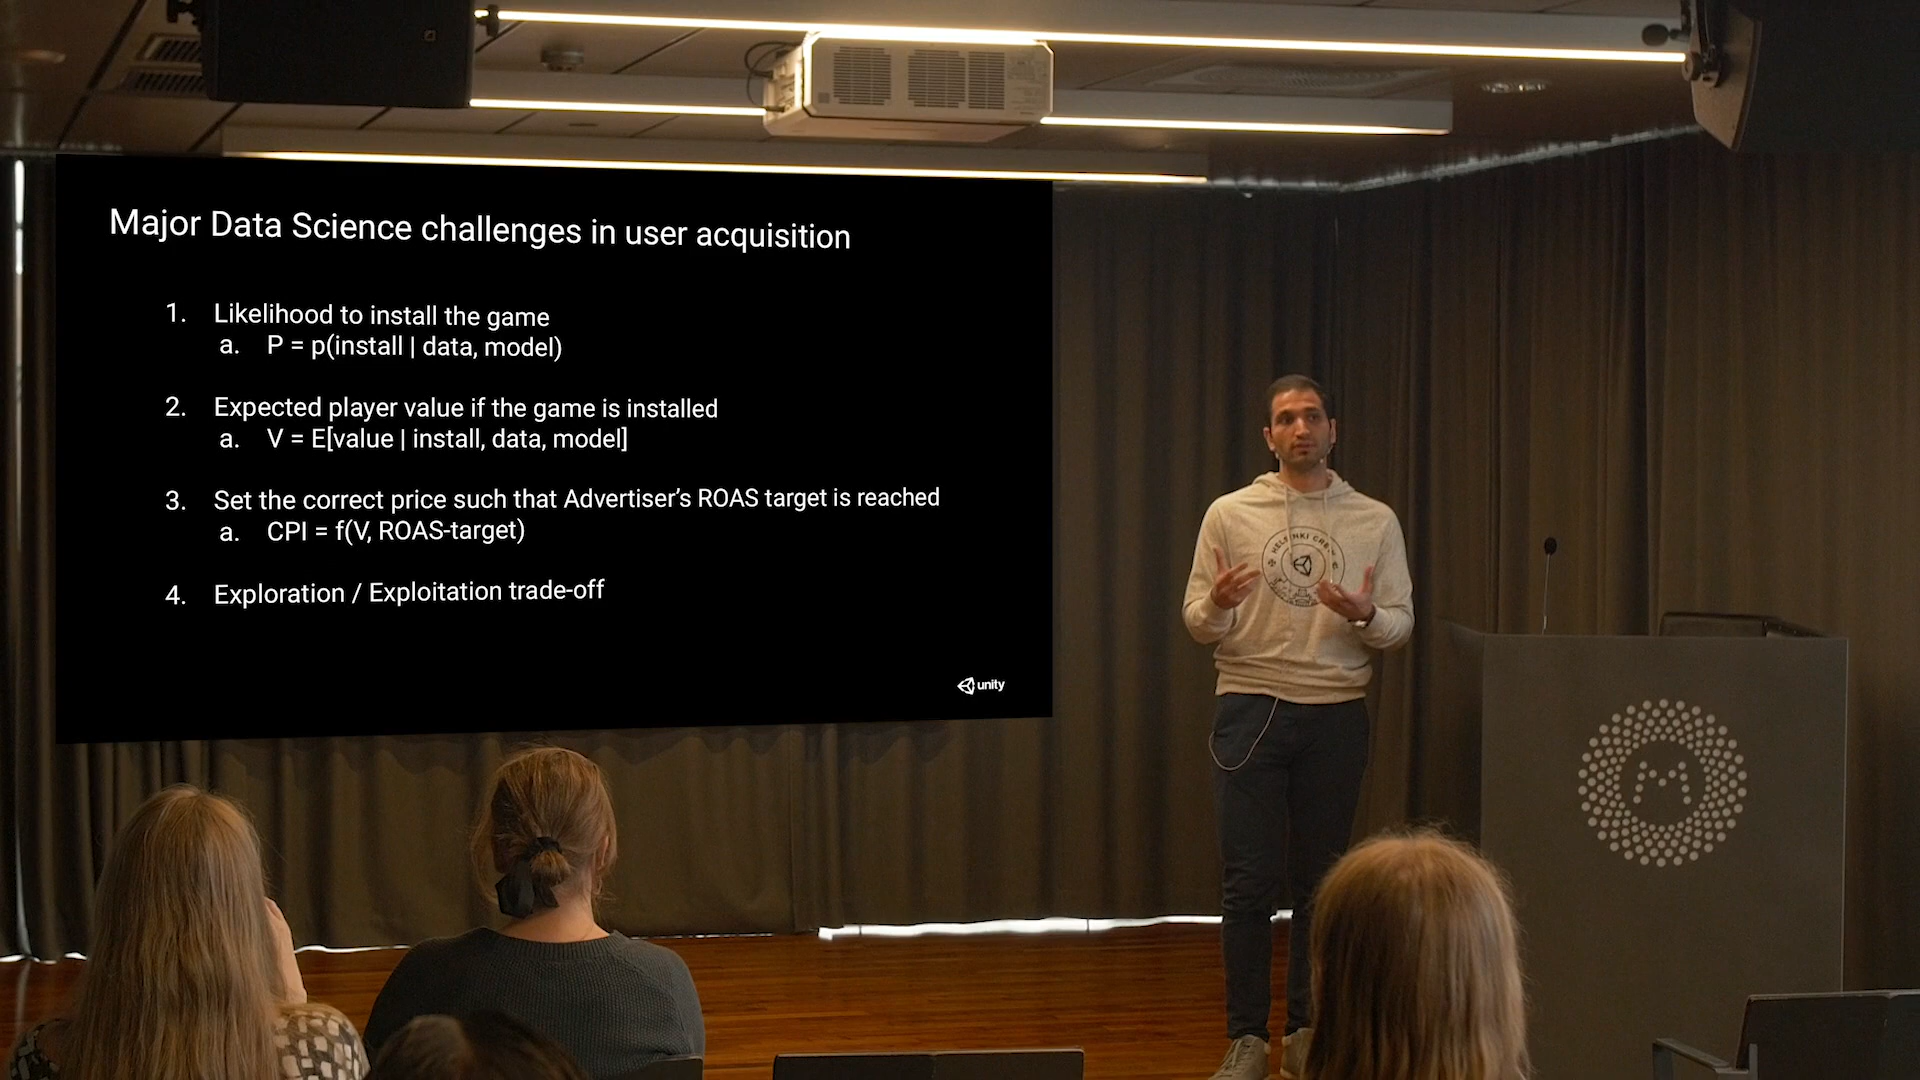 Major Data Science challenges in user acquisition
1. Likelihood to install the game
a. P = p(install | data, model)
2. Expected player value if the game is installed
a. V = E[value | install, data, model]
3. Set the correct price such that Advertiser's ROAS target is reached
a. CPI = f(V, ROAS-target)
4. Exploration / Exploitation trade-off
unity
HELSINKI CREW
M